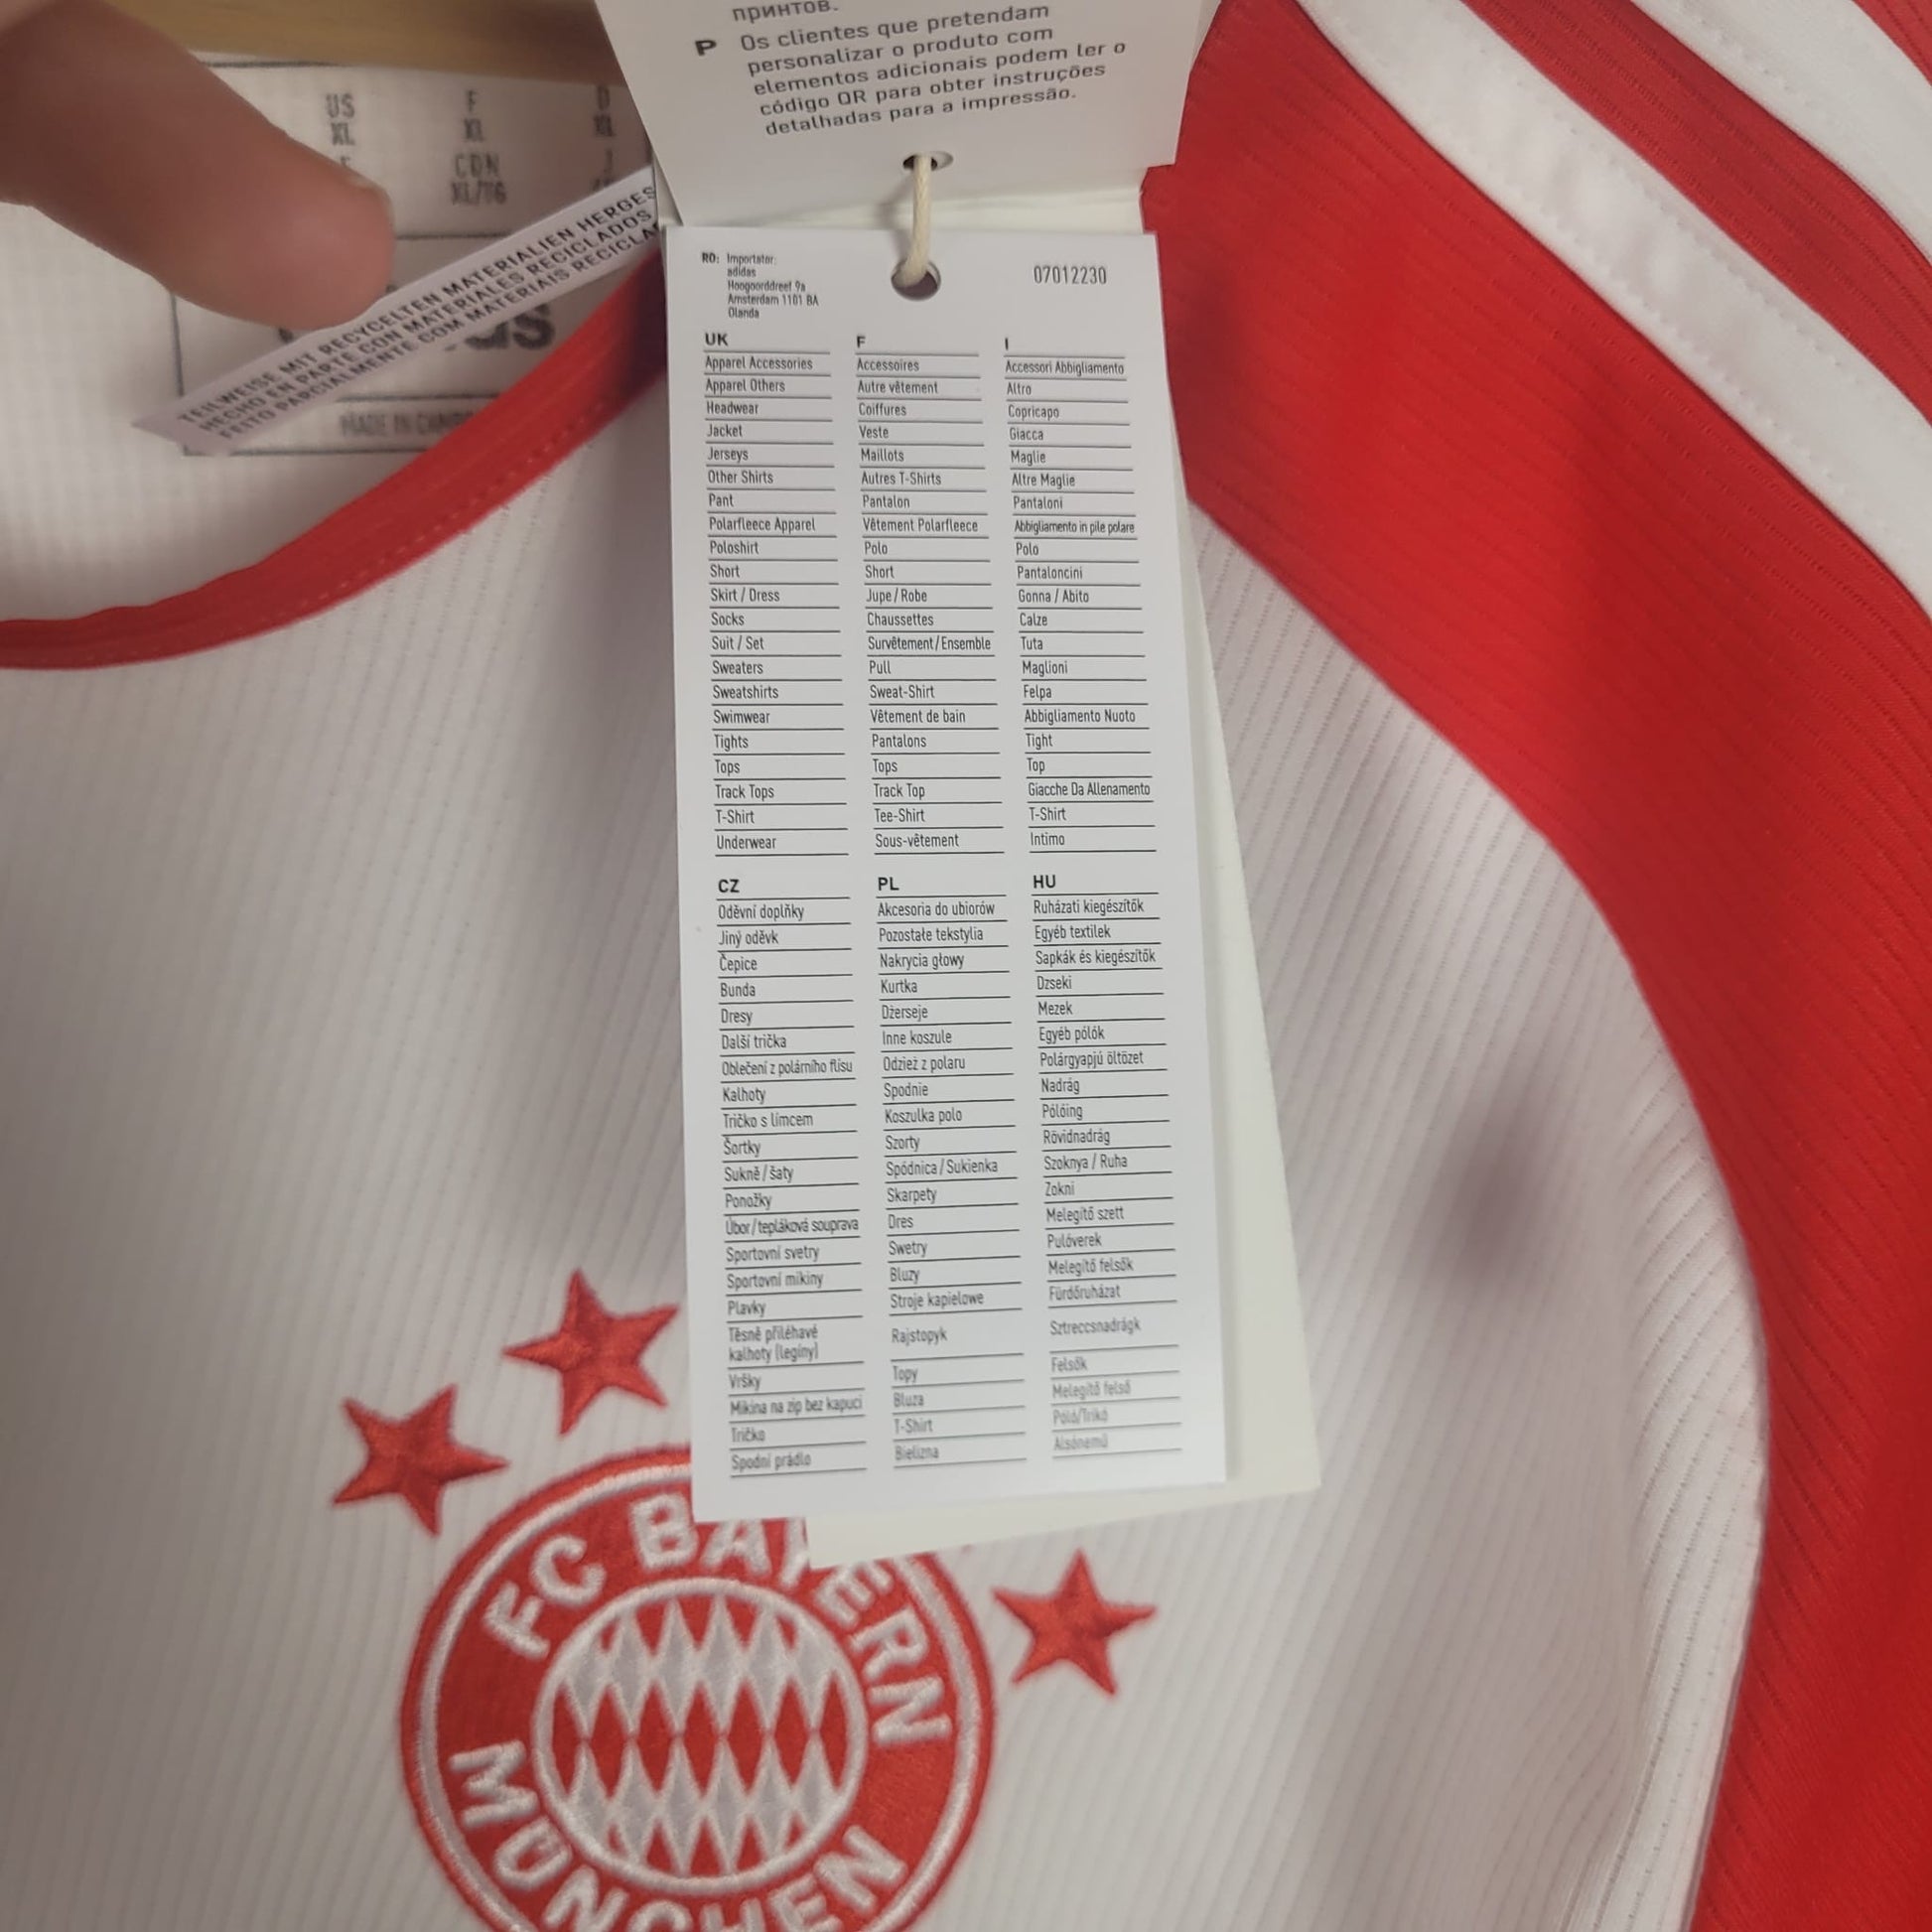 принтов.
P Os clientes que pretendam
personalizar o produto com
elementos adicionais podem ler o
código QR para obter instruções
detalhadas para a impressão.
US F D
XL XL XL
CDN J
XL/TG
TEILWEISE MIT RECYCELTEN MATERIALIEN HERGES
HECHO EN PARTE CON MATERIALES RECICLADOS
FEITO PARCIALMENTE COM MATERIAIS RECICLA
MADE IN
RO: Importator:
adidas
Hoogoorddreef 9a
Amsterdam 1101 BA
Olanda
07012230
UK
Apparel Accessories
Apparel Others
Headwear
Jacket
Jerseys
Other Shirts
Pant
Polarfleece Apparel
Poloshirt
Short
Skirt / Dress
Socks
Suit / Set
Sweaters
Sweatshirts
Swimwear
Tights
Tops
Track Tops
T-Shirt
Underwear
F
Accessoires
Autre vêtement
Coiffures
Veste
Maillots
Autres T-Shirts
Pantalon
Vêtement Polarfleece
Polo
Short
Jupe / Robe
Chaussettes
Survêtement / Ensemble
Pull
Sweat-Shirt
Vêtement de bain
Pantalons
Tops
Track Top
Tee-Shirt
Sous-vêtement
I
Accessori Abbigliamento
Altro
Copricapo
Giacca
Maglie
Altre Maglie
Pantaloni
Abbigliamento in pile polare
Polo
Pantaloncini
Gonna / Abito
Calze
Tuta
Maglioni
Felpa
Abbigliamento Nuoto
Tight
Top
Giacche Da Allenamento
T-Shirt
Intimo
CZ
Oděvní doplňky
Jiný oděvk
Čepice
Bunda
Dresy
Další trička
Oblečení z polárního flisu
Kalhoty
Tričko s límcem
Šortky
Sukně / šaty
Ponožky
Úbor / tepláková souprava
Sportovní svetry
Sportovní mikiny
Plavky
Těsně přiléhavé
kalhoty (legíny)
Vršky
Mikina na zip bez kapuci
Tričko
Spodní prádlo
PL
Akcesoria do ubiorów
Pozostałe tekstylia
Nakrycia głowy
Kurtka
Dżerseje
Inne koszule
Odzież z polaru
Spodnie
Koszulka polo
Szorty
Spódnica / Sukienka
Skarpety
Dres
Swetry
Bluzy
Stroje kąpielowe
Rajstopyk
Topy
Bluza
T-Shirt
Bielizna
HU
Ruházati kiegészítők
Egyéb textilek
Sapkák és kiegészítők
Dzseki
Mezek
Egyéb pólók
Polárgyapjú öltözet
Nadrág
Pólóing
Rövidnadrág
Szoknya / Ruha
Zokni
Melegítő szett
Pulóverek
Melegítő felsők
Fürdőruházat
Sztreccsnadrágk
Felsők
Melegítő felső
Póló/Trikó
Alsónemű
FC BAYERN
MÜNCHEN